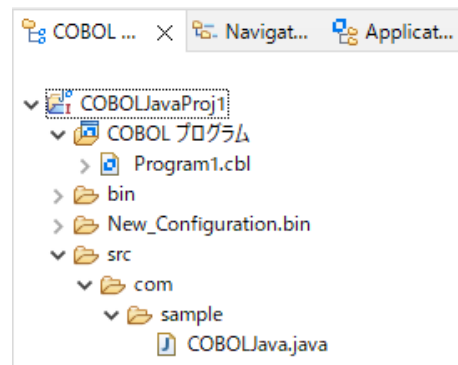 COBOL ... Navigat... Applicat...
COBOLJavaProj1
COBOL プログラム
Program1.cbl
bin
New_Configuration.bin
src
com
sample
COBOLJava.java